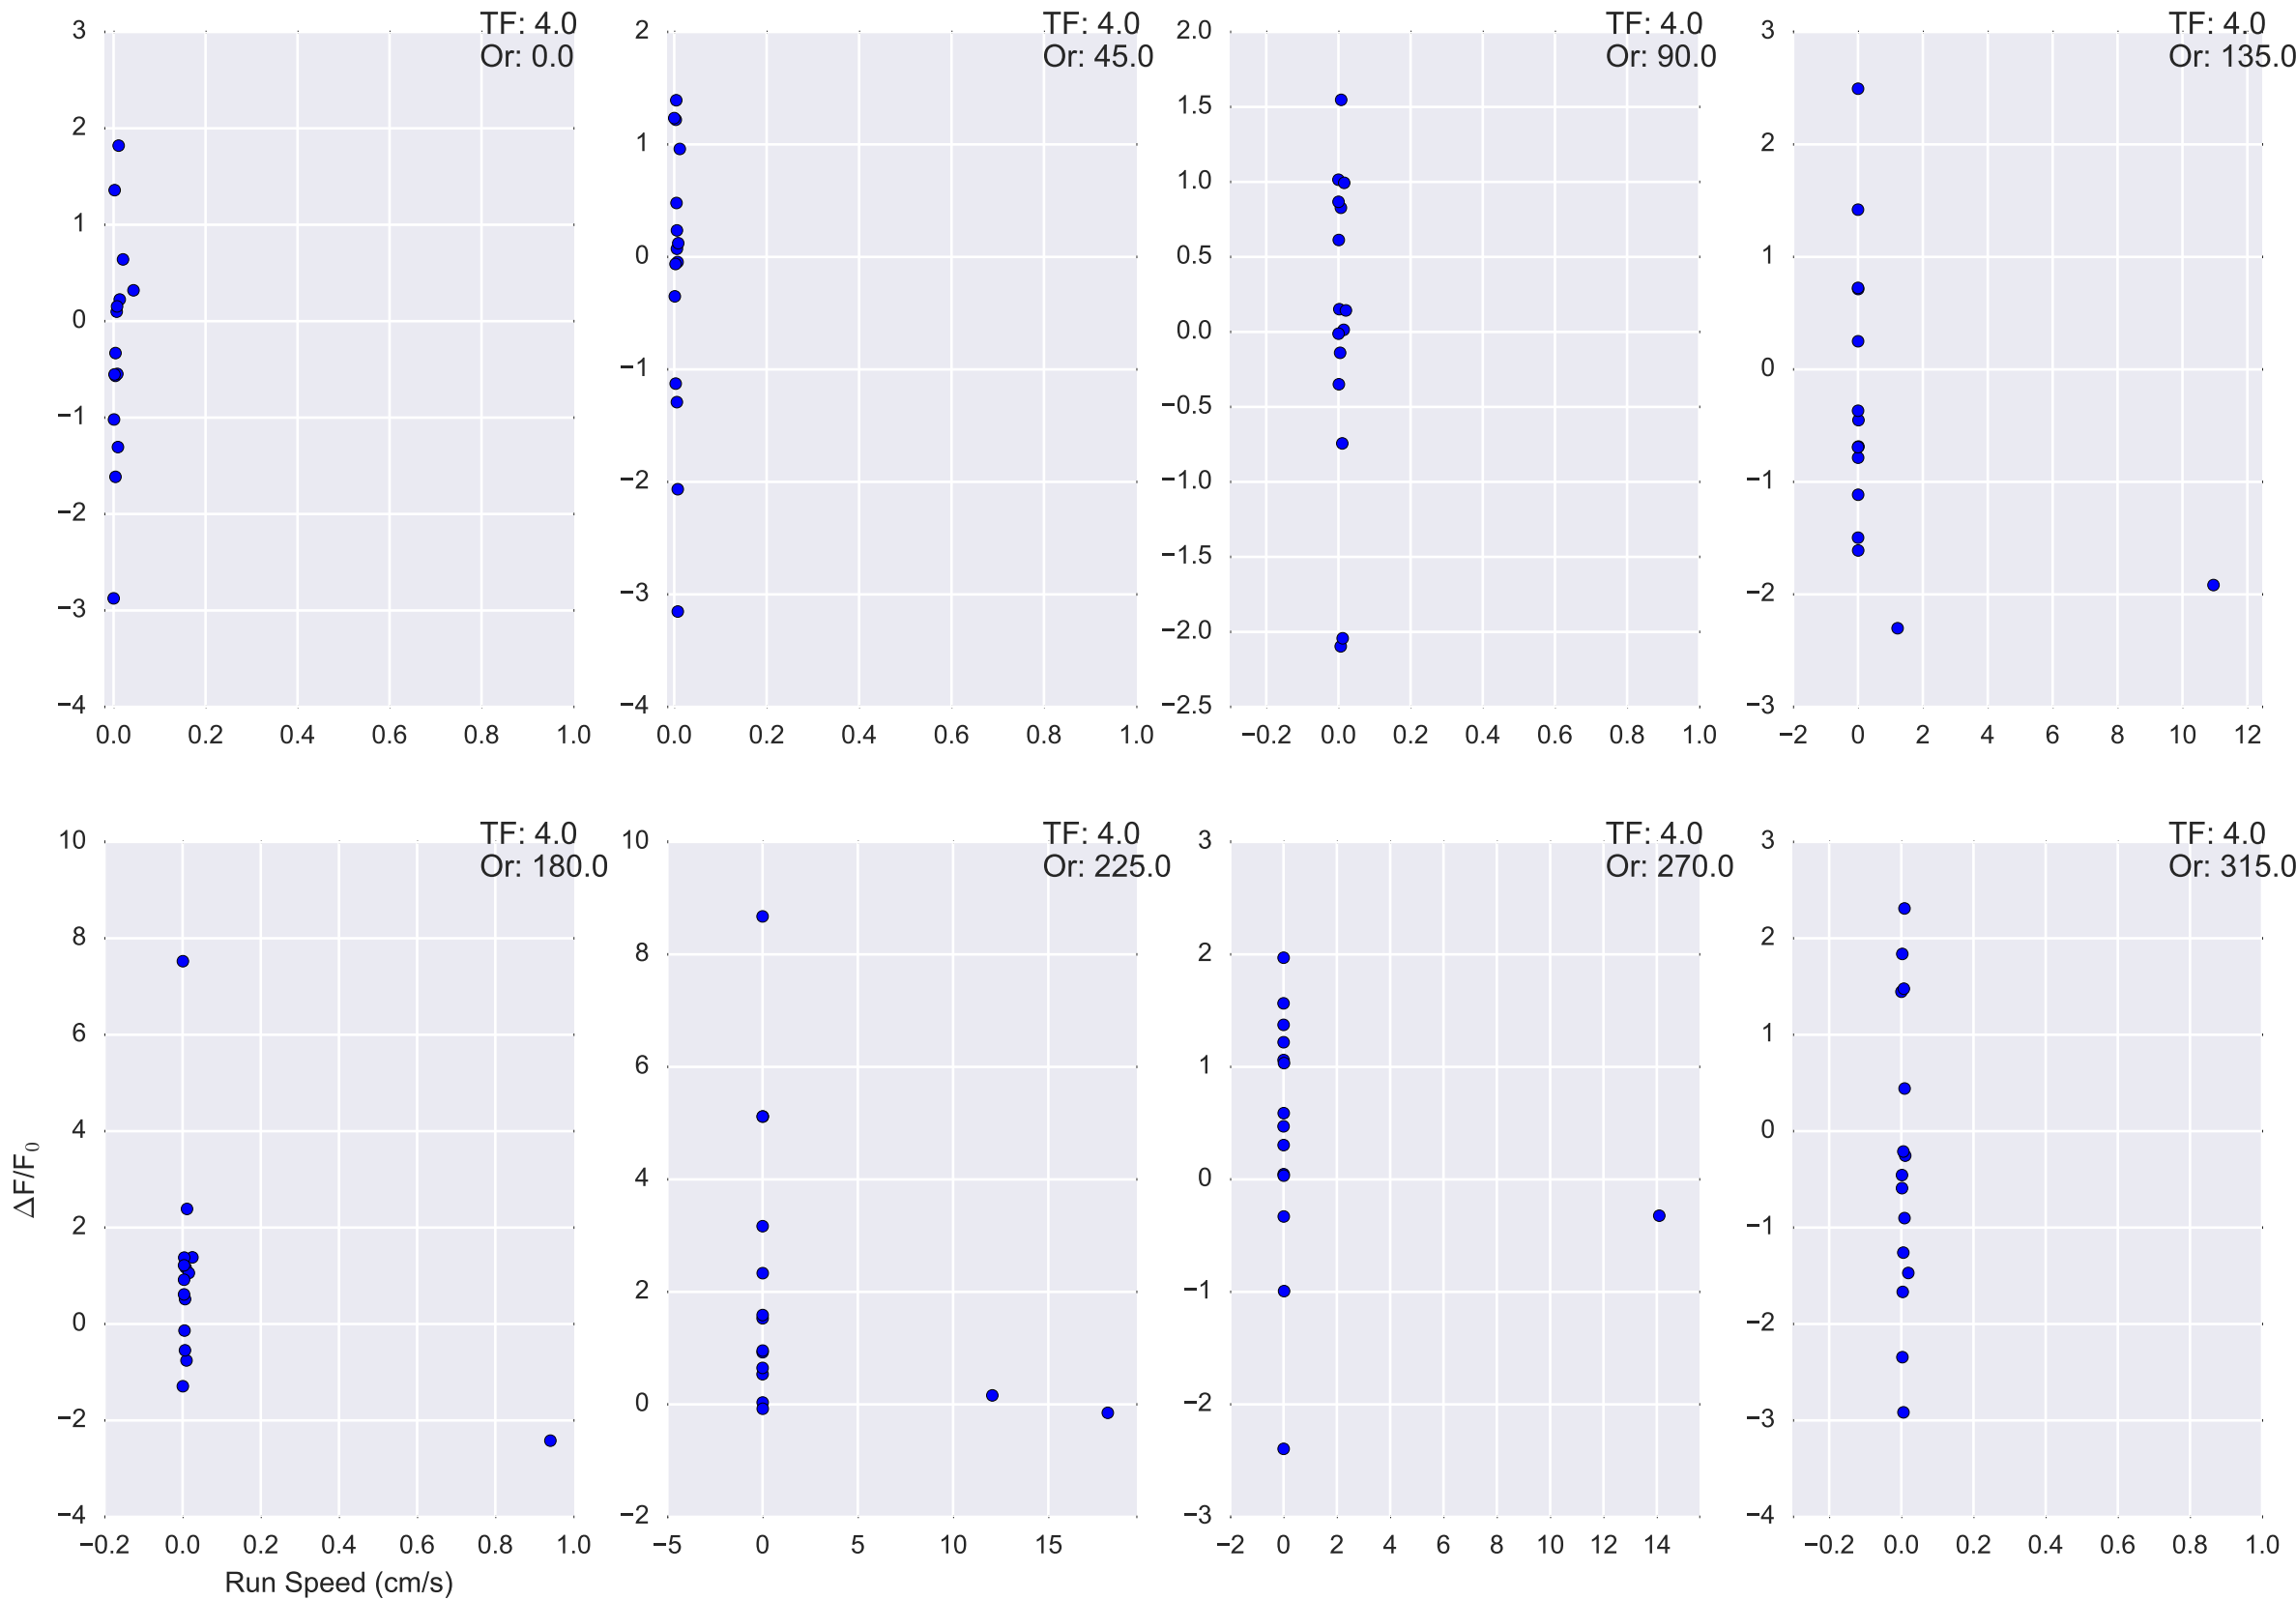 TF: 4.0
Or: 0.0
3
2
1
0
−1
−2
−3
−4
0.0 0.2 0.4 0.6 0.8 1.0
TF: 4.0
Or: 45.0
2
1
0
−1
−2
−3
−4
0.0 0.2 0.4 0.6 0.8 1.0
TF: 4.0
Or: 90.0
2.0
1.5
1.0
0.5
0.0
−0.5
−1.0
−1.5
−2.0
−2.5
−0.2 0.0 0.2 0.4 0.6 0.8 1.0
TF: 4.0
Or: 135.0
3
2
1
0
−1
−2
−3
−2 0 2 4 6 8 10 12
TF: 4.0
Or: 180.0
10
8
6
4
2
0
−2
−4
ΔF/F₀
−0.2 0.0 0.2 0.4 0.6 0.8 1.0
Run Speed (cm/s)
TF: 4.0
Or: 225.0
10
8
6
4
2
0
−2
−5 0 5 10 15
TF: 4.0
Or: 270.0
3
2
1
0
−1
−2
−3
−2 0 2 4 6 8 10 12 14
TF: 4.0
Or: 315.0
3
2
1
0
−1
−2
−3
−4
−0.2 0.0 0.2 0.4 0.6 0.8 1.0